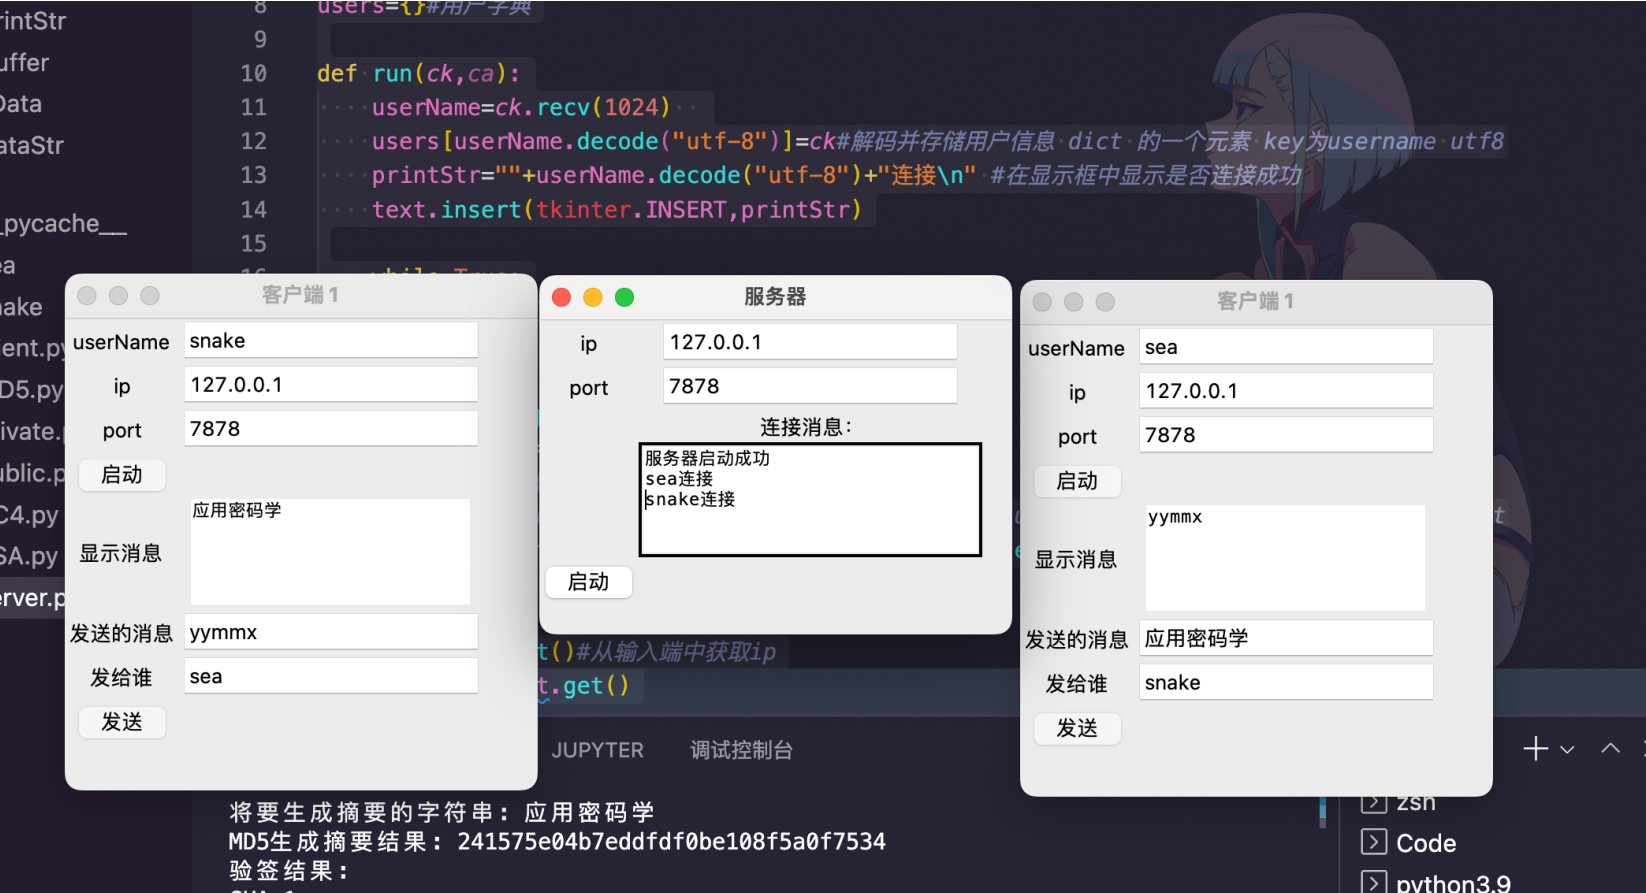 rintStr
uffer
Data
ataStr
_pycache__
ea
nake
ient.py
D5.py
ivate.
ublic.p
C4.py
SA.py
erver.p
8 users={}#用户字典
9
10 def run(ck,ca):
11 userName=ck.recv(1024)
12 users[userName.decode("utf-8")]=ck#解码并存储用户信息 dict 的一个元素 key为username utf8
13 printStr=""+userName.decode("utf-8")+"连接\n" #在显示框中显示是否连接成功
14 text.insert(tkinter.INSERT,printStr)
15
16 while True:
客户端 1
userName snake
ip 127.0.0.1
port 7878
启动
显示消息 应用密码学
发送的消息 yymmx
发给谁 sea
发送
服务器
ip 127.0.0.1
port 7878
连接消息：
服务器启动成功
sea连接
snake连接
启动
客户端 1
userName sea
ip 127.0.0.1
port 7878
启动
显示消息 yymmx
发送的消息 应用密码学
发给谁 snake
发送
t()#从输入端中获取ip
t.get()
JUPYTER 调试控制台
将要生成摘要的字符串：应用密码学
MD5生成摘要结果：241575e04b7eddfdf0be108f5a0f7534
验签结果：
zsh
Code
python3.9